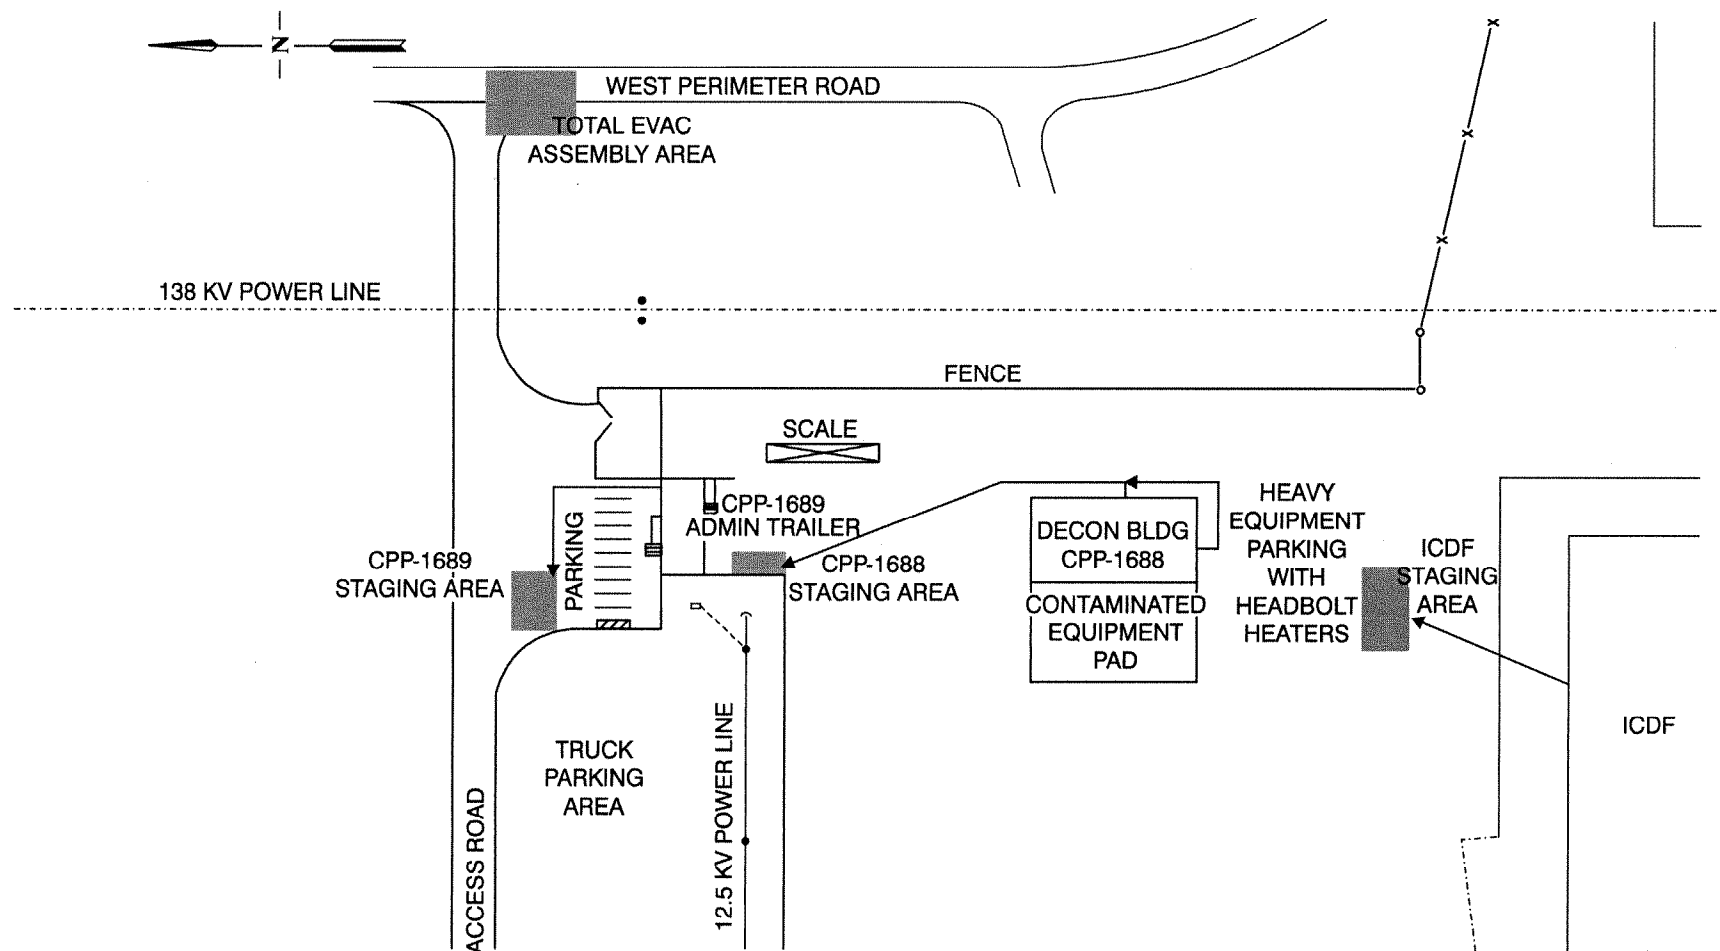 N
WEST PERIMETER ROAD
TOTAL EVAC
ASSEMBLY AREA
138 KV POWER LINE
FENCE
SCALE
CPP-1689
ADMIN TRAILER
PARKING
CPP-1689
STAGING AREA
CPP-1688
STAGING AREA
DECON BLDG
CPP-1688
CONTAMINATED
EQUIPMENT
PAD
HEAVY
EQUIPMENT
PARKING
WITH
HEADBOLT
HEATERS
ICDF
STAGING
AREA
ICDF
TRUCK
PARKING
AREA
12.5 KV POWER LINE
ACCESS ROAD